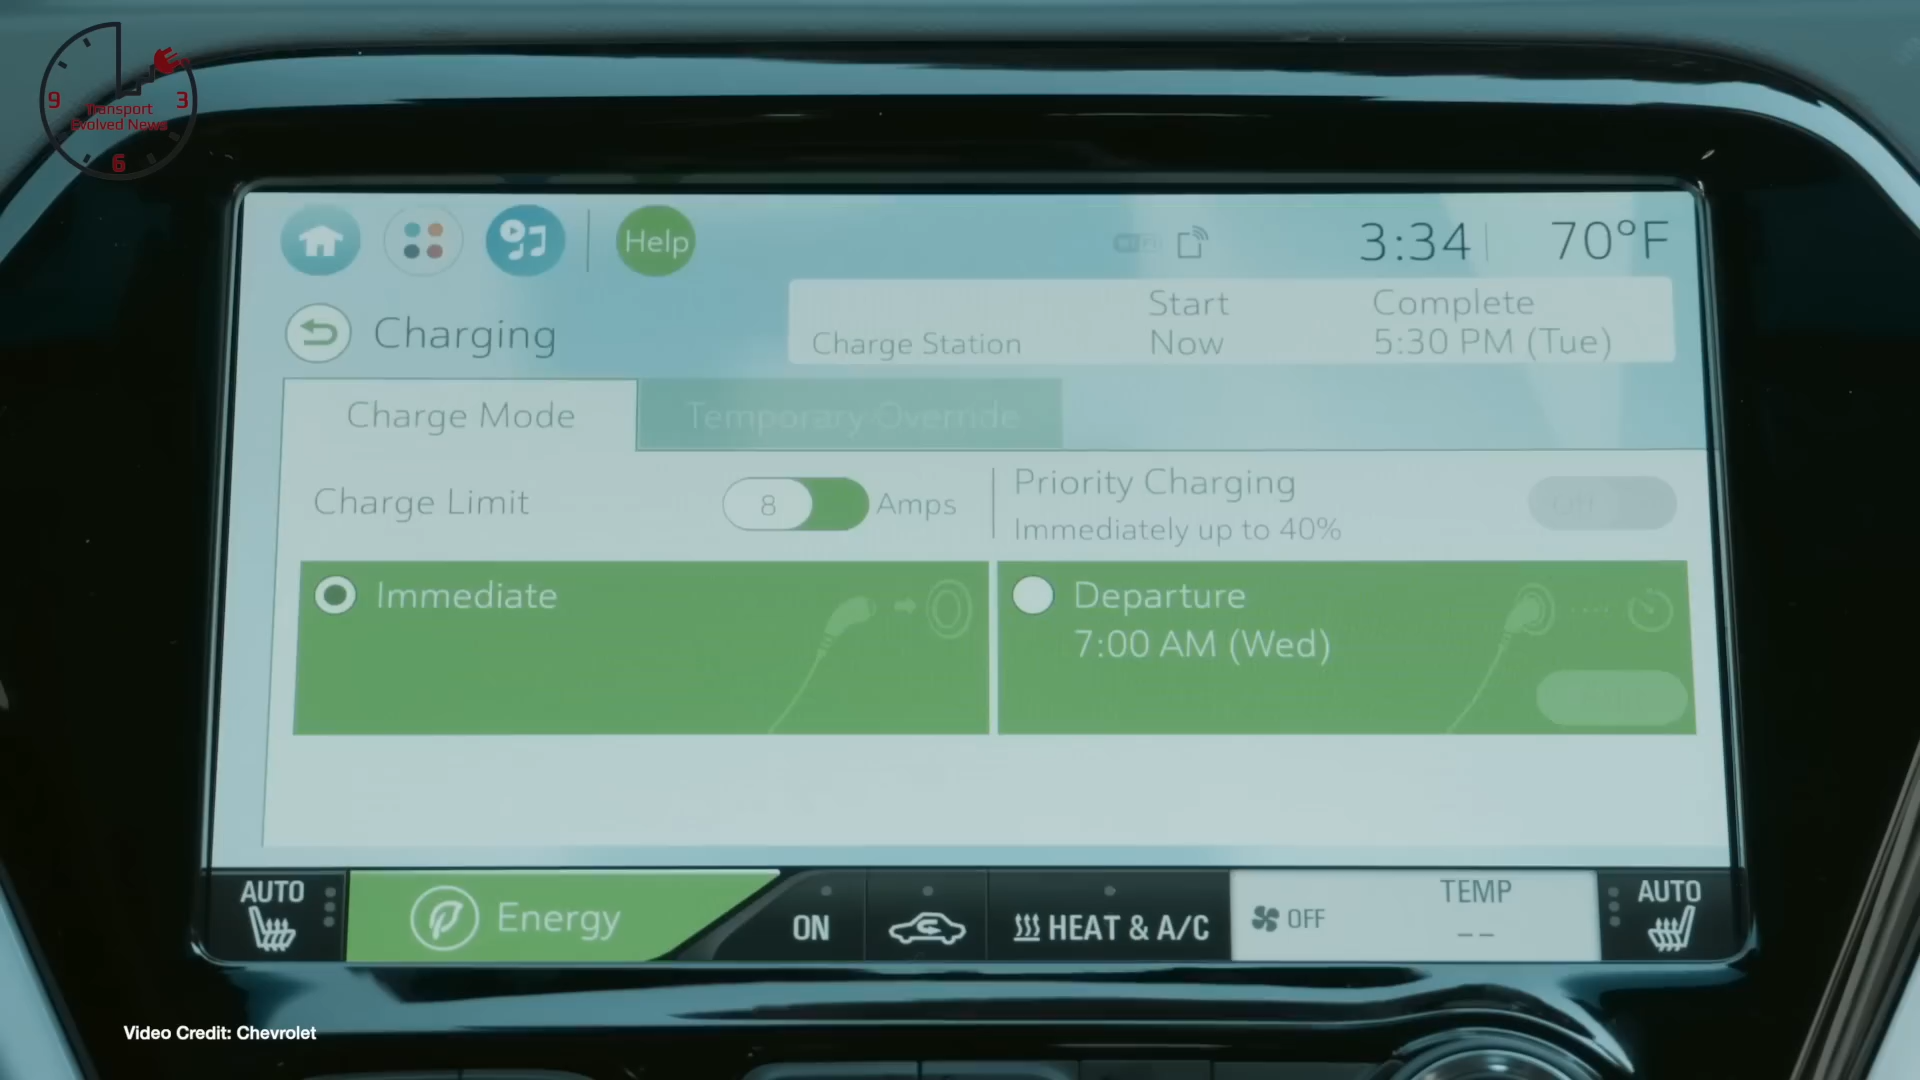 9
3
Transport
Evolved News
6
Help
3:34
70°F
Charging
Charge Station
Start
Now
Complete
5:30 PM (Tue)
Charge Mode
Temporary Override
Charge Limit
8
Amps
Priority Charging
Immediately up to 40%
Immediate
Departure
7:00 AM (Wed)
AUTO
Energy
ON
HEAT & A/C
OFF
TEMP
--
AUTO
Video Credit: Chevrolet